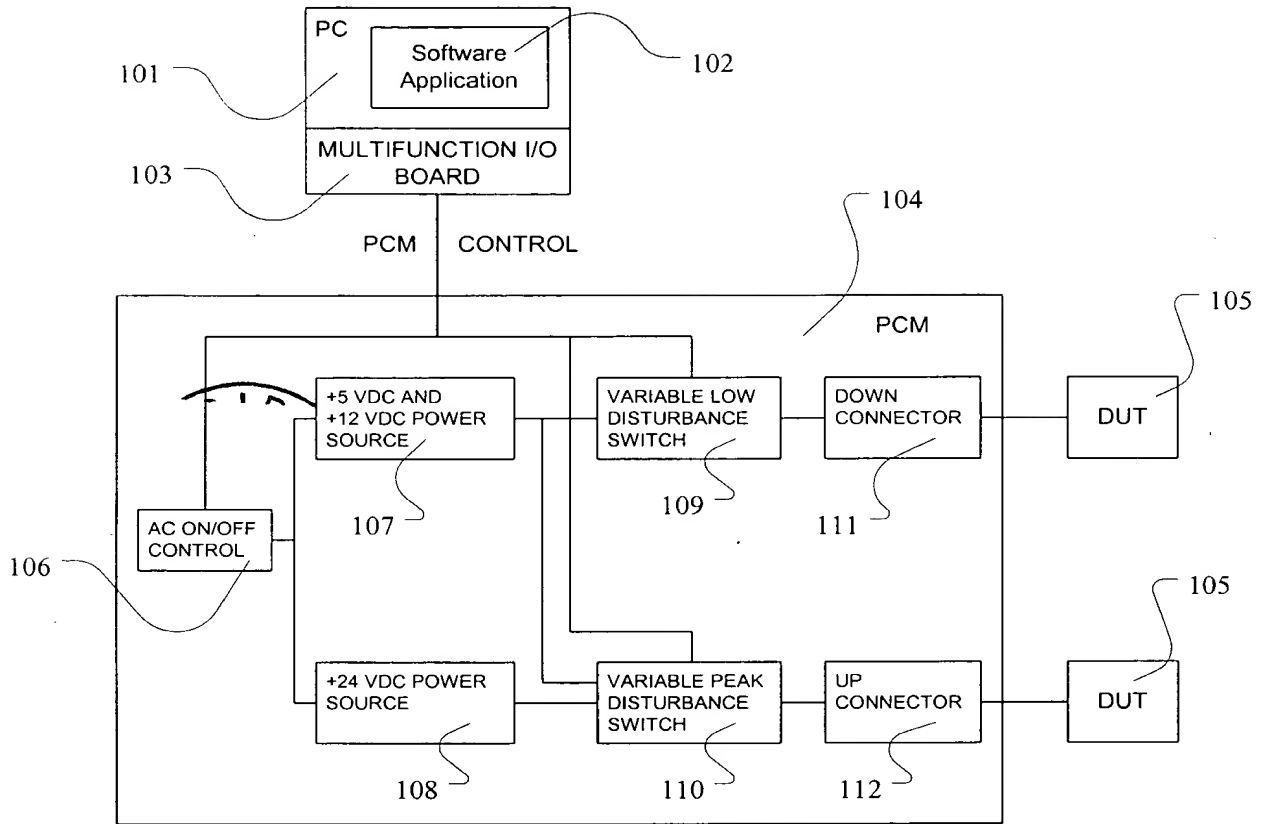 PC
Software
Application
102
101
MULTIFUNCTION I/O
BOARD
103
PCM CONTROL
104
PCM
105
+5 VDC AND
+12 VDC POWER
SOURCE
VARIABLE LOW
DISTURBANCE
SWITCH
DOWN
CONNECTOR
DUT
107
109
111
AC ON/OFF
CONTROL
106
105
+24 VDC POWER
SOURCE
VARIABLE PEAK
DISTURBANCE
SWITCH
UP
CONNECTOR
DUT
108
110
112